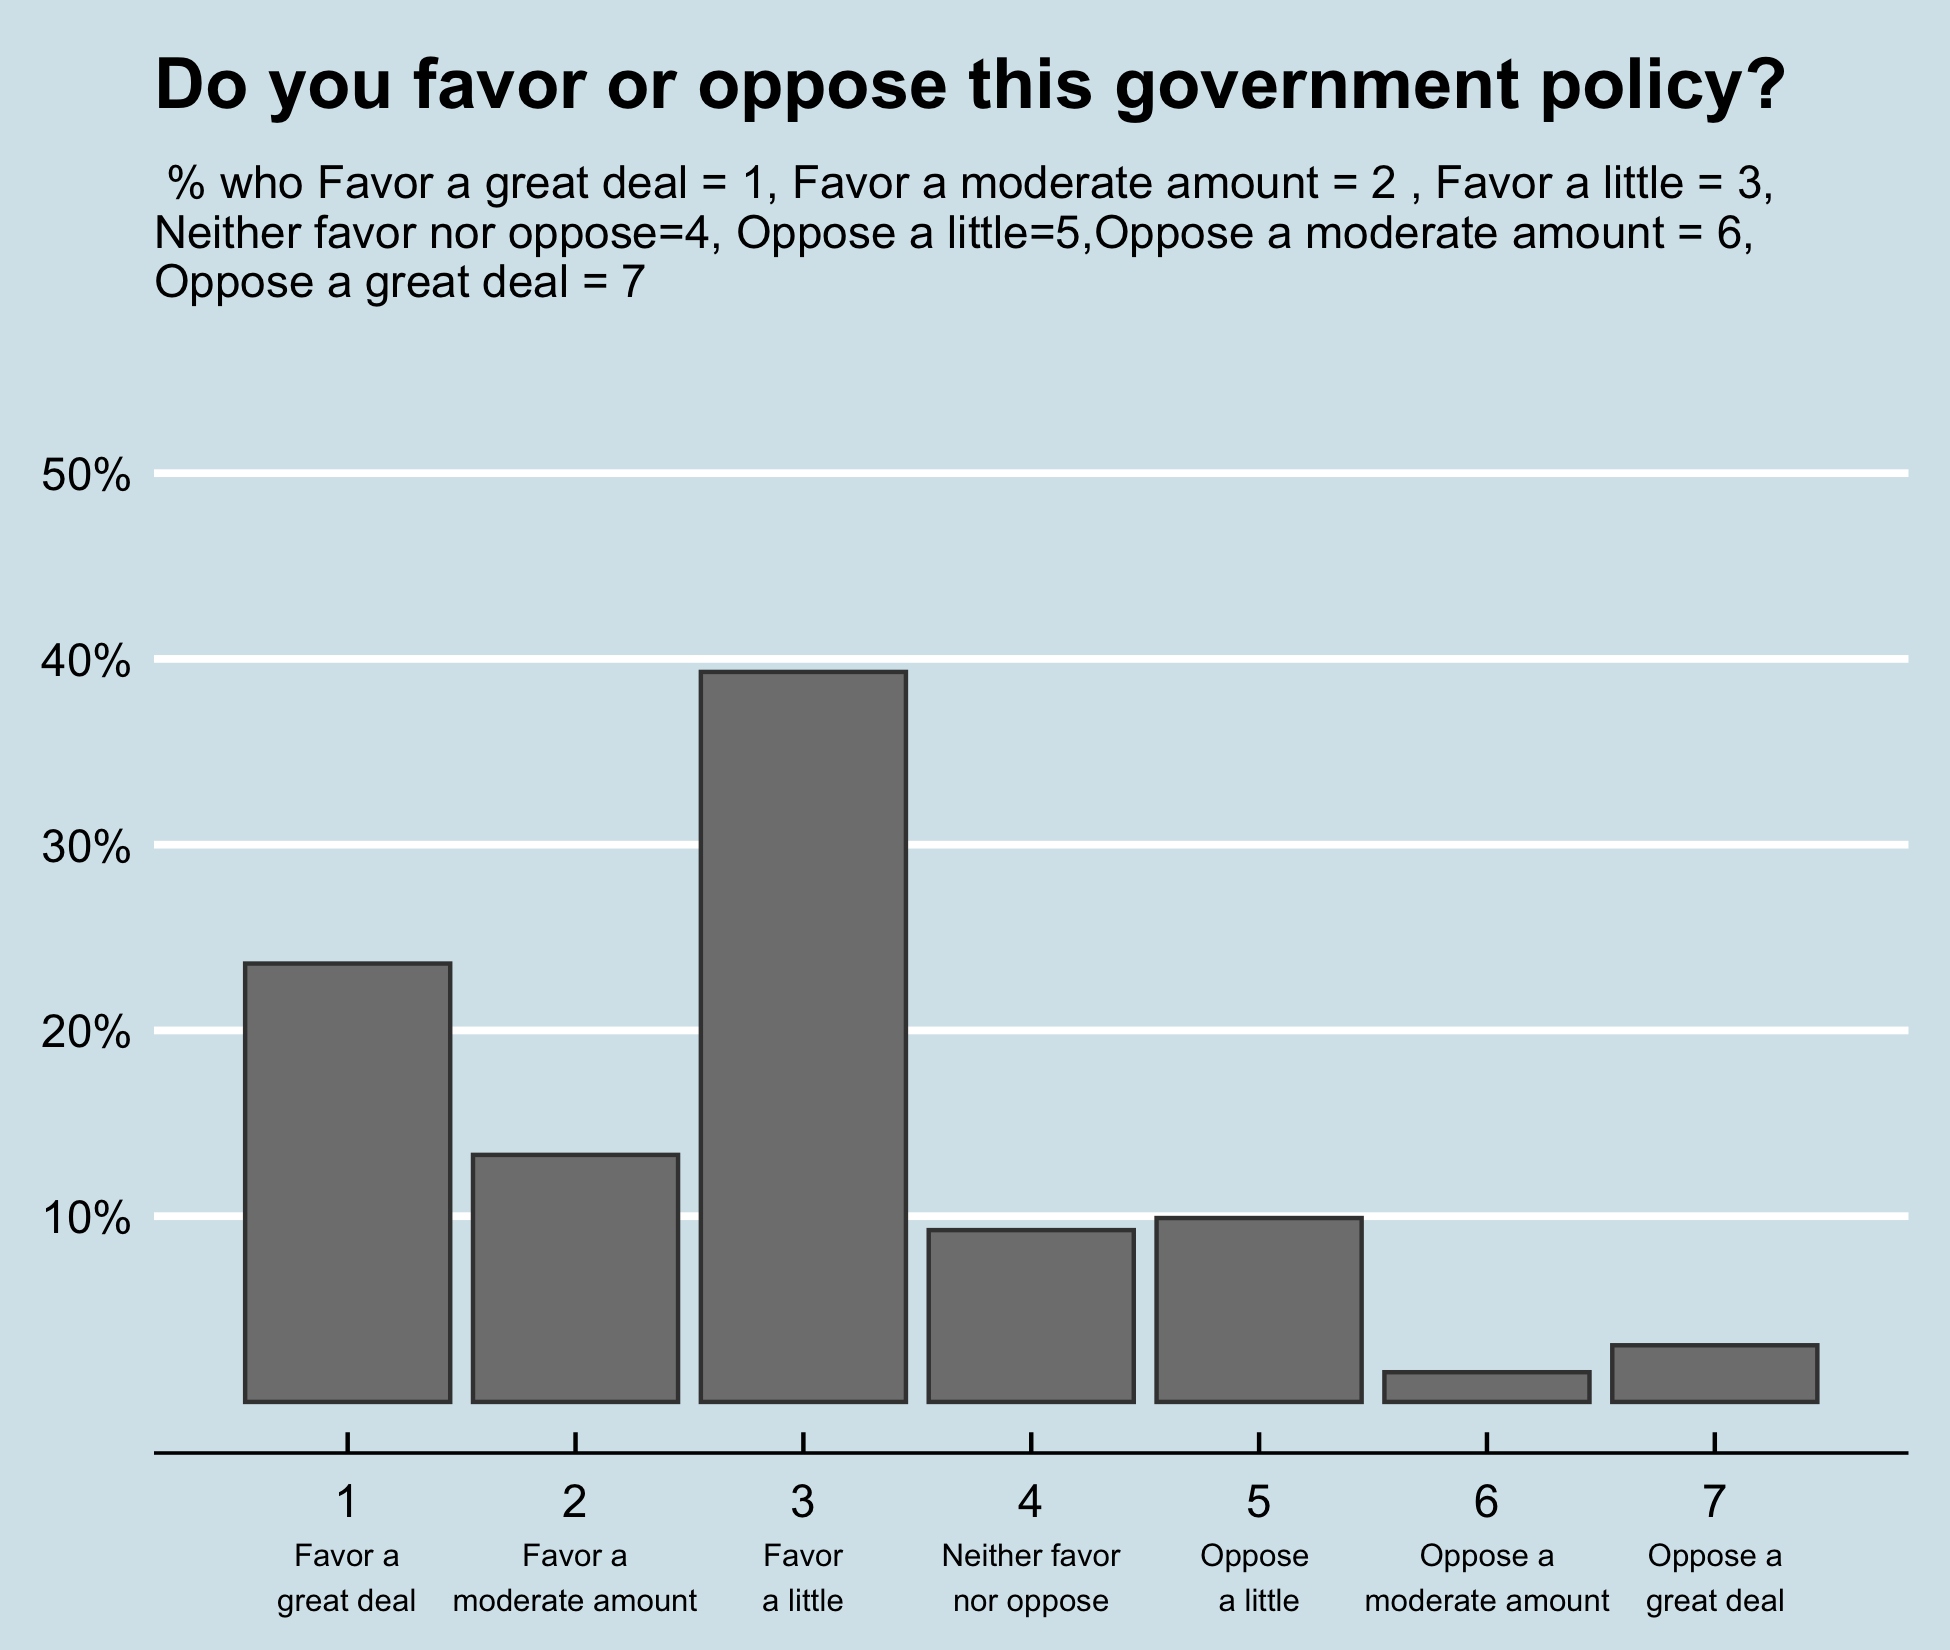 Do you favor or oppose this government policy?
% who Favor a great deal = 1, Favor a moderate amount = 2 , Favor a little = 3,
Neither favor nor oppose=4, Oppose a little=5,Oppose a moderate amount = 6,
Oppose a great deal = 7
50%
40%
30%
20%
10%
1 2 3 4 5 6 7
Favor a Favor a Favor Neither favor Oppose Oppose a Oppose a
great deal moderate amount a little nor oppose a little moderate amount great deal